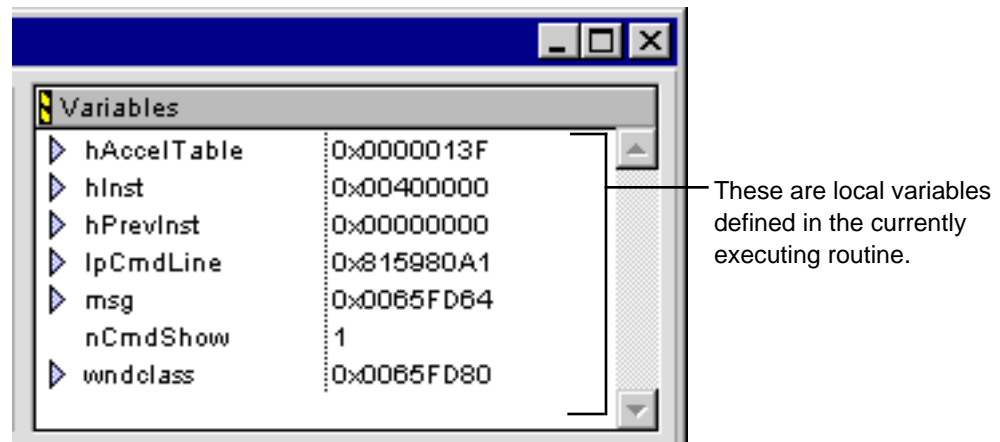 Variables
hAccelTable 0x0000013F
hInst 0x00400000
hPrevInst 0x00000000
lpCmdLine 0x815980A1
msg 0x0065FD64
nCmdShow 1
wndclass 0x0065FD80
These are local variables
defined in the currently
executing routine.